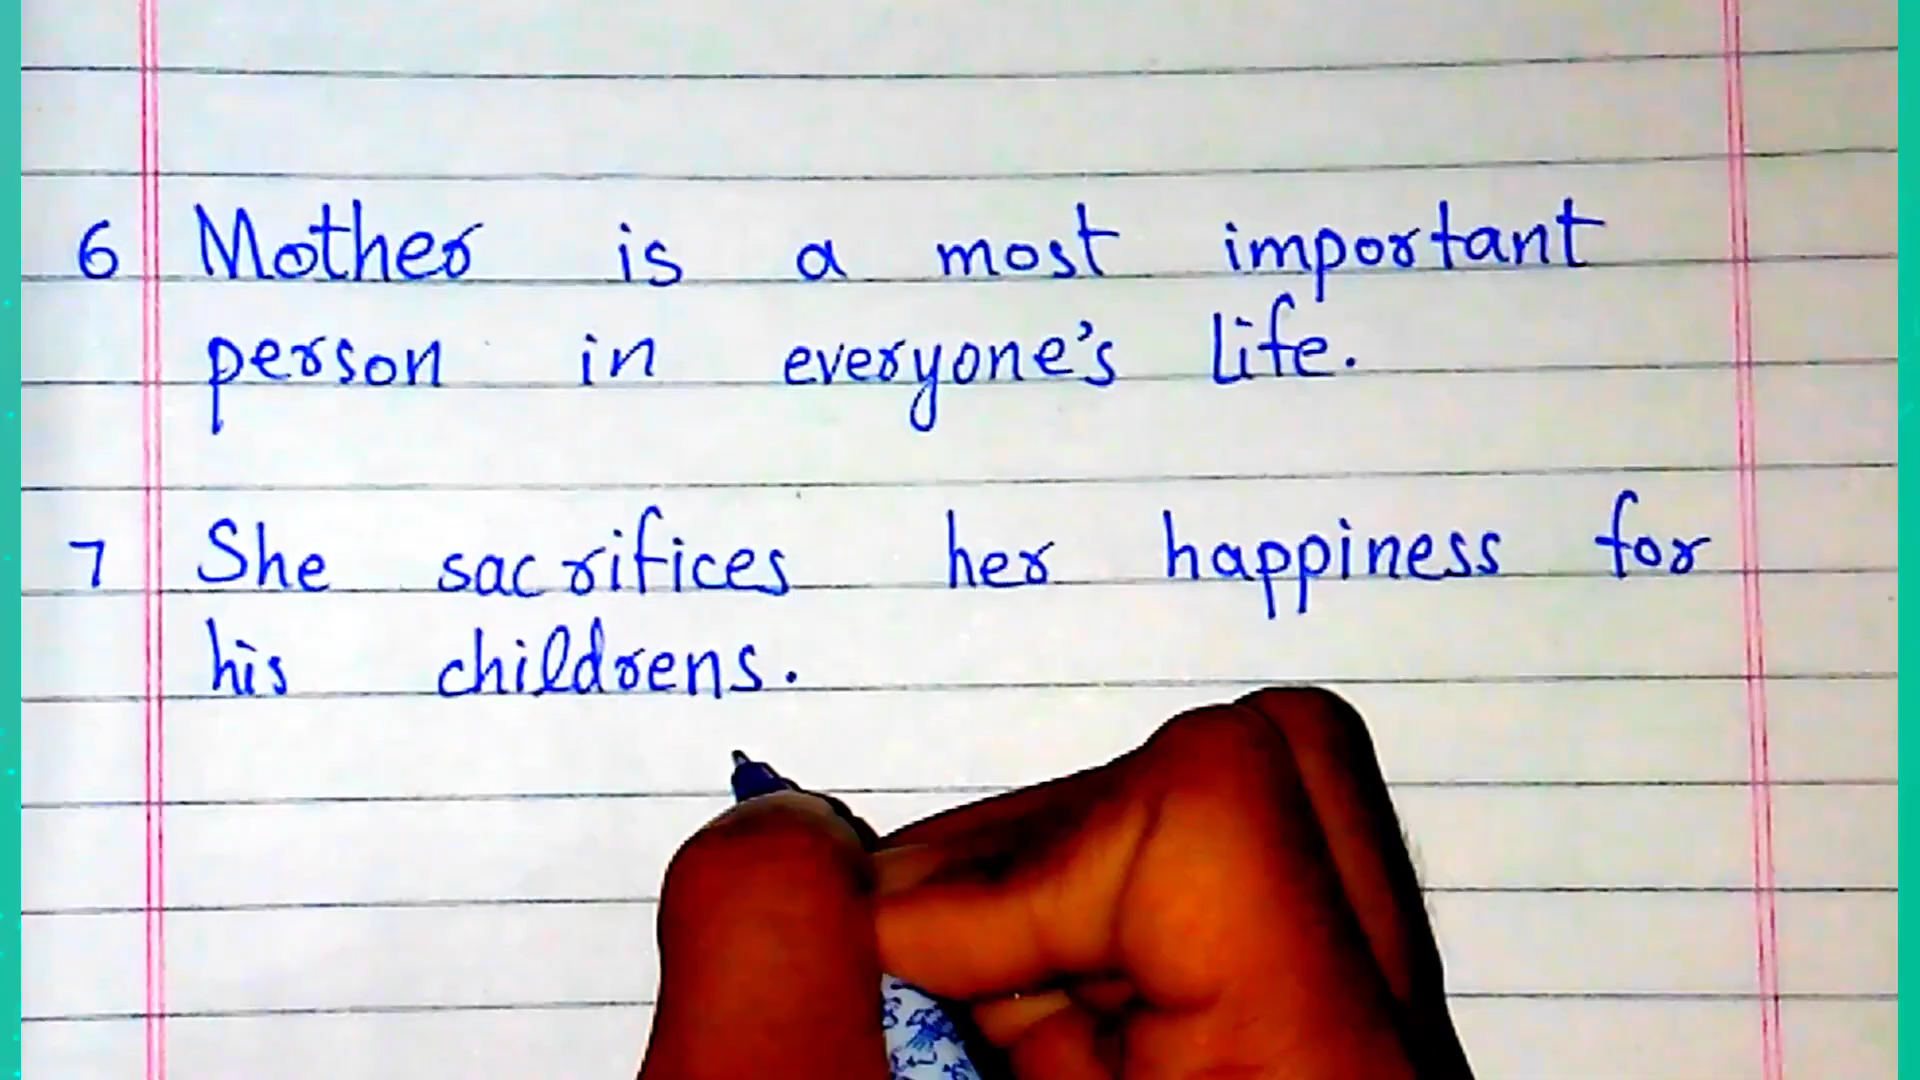 6 Mother is a most important
person in everyone's life.
7 She sacrifices her happiness for
his childrens.